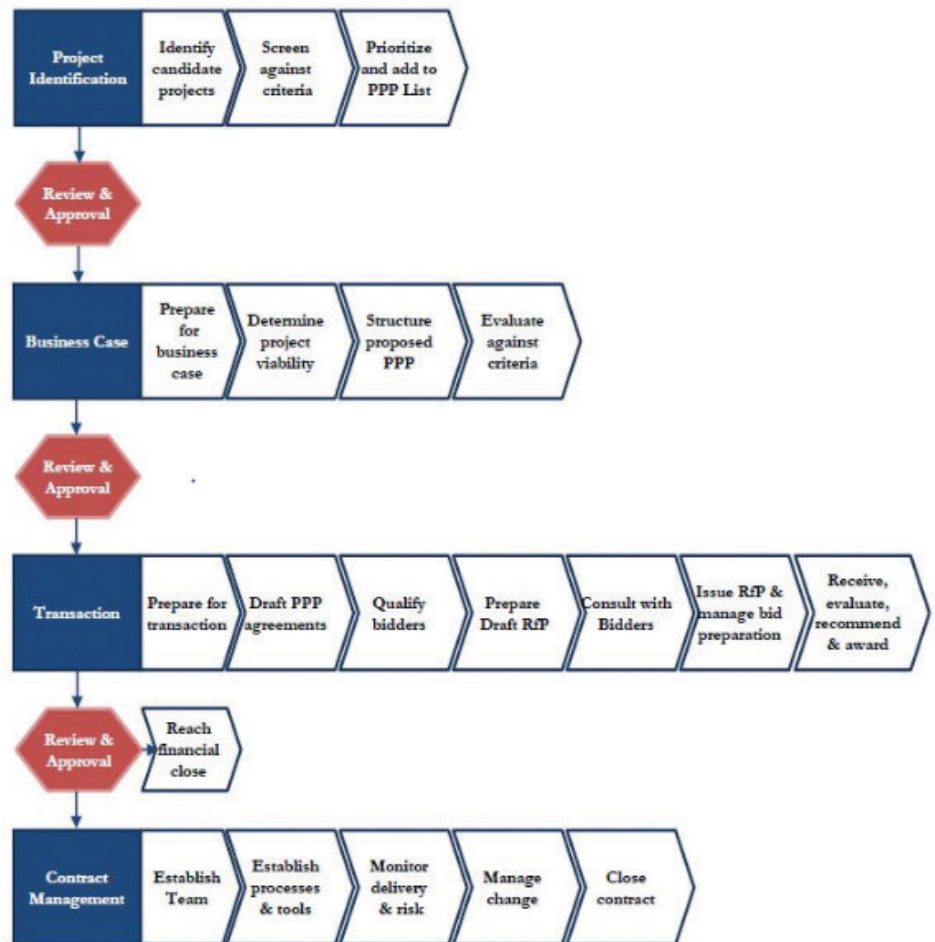 Project
Identification
Identify
candidate
projects
Screen
against
criteria
Prioritize
and add to
PPP List
Review &
Approval
Business Case
Prepare
for
business
case
Determine
project
viability
Structure
proposed
PPP
Evaluate
against
criteria
Review &
Approval
Transaction
Prepare for
transaction
Draft PPP
agreements
Qualify
bidders
Prepare
Draft RfP
Consult with
Bidders
Issue RfP &
manage bid
preparation
Receive,
evaluate,
recommend
& award
Review &
Approval
Reach
financial
close
Contract
Management
Establish
Team
Establish
processes
& tools
Monitor
delivery
& risk
Manage
change
Close
contract